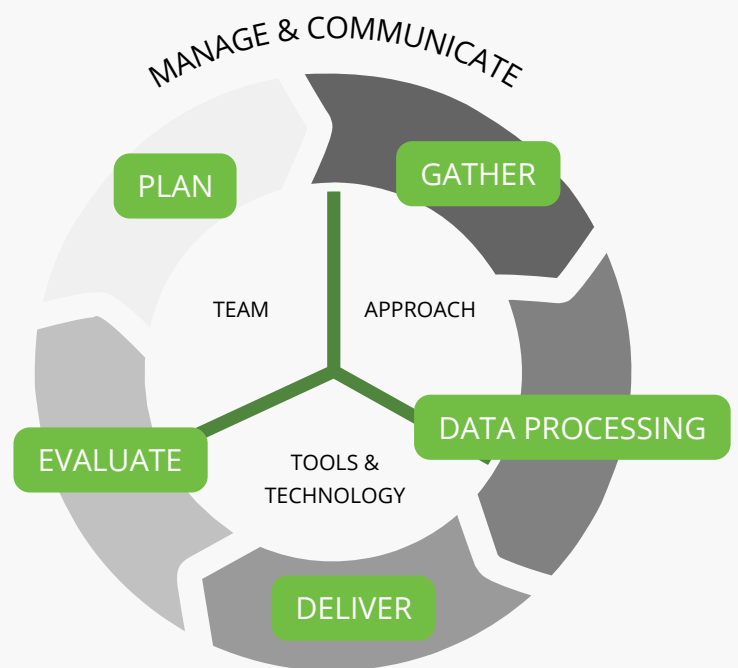 MANAGE & COMMUNICATE
PLAN
GATHER
TEAM
APPROACH
DATA PROCESSING
EVALUATE
TOOLS &
TECHNOLOGY
DELIVER